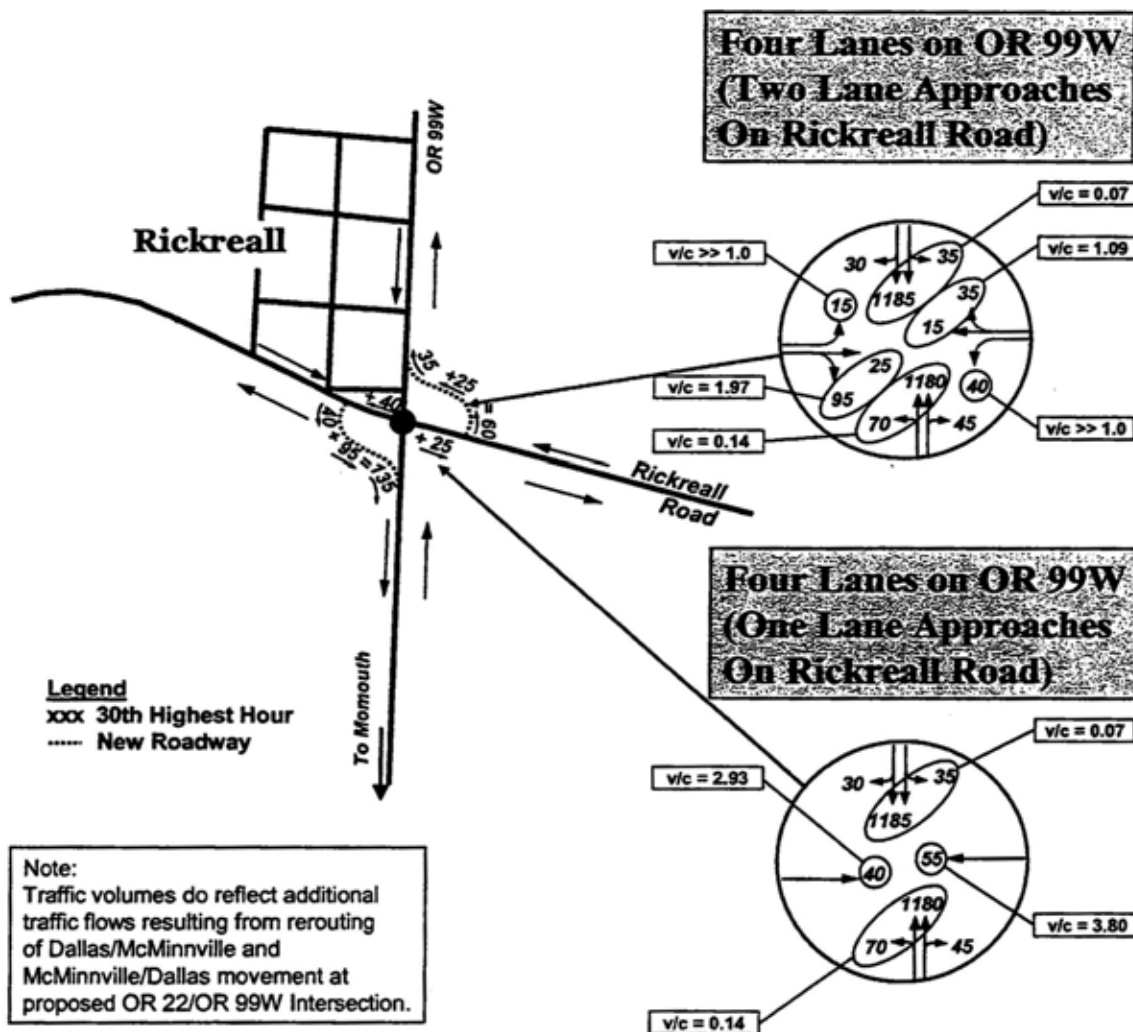 Four Lanes on OR 99W
(Two Lane Approaches
On Rickreall Road)
OR 99W
Rickreall
v/c = 0.07
v/c >> 1.0
v/c = 1.09
30
35
1185
35
15
15
25
95
1180
40
70
45
v/c = 1.97
v/c = 0.14
v/c >> 1.0
35 +25
=60
+ 40
+ 25
40 + 95 = 135
Rickreall
Road
To Momouth
Four Lanes on OR 99W
(One Lane Approaches
On Rickreall Road)
Legend
xxx 30th Highest Hour
...... New Roadway
v/c = 0.07
v/c = 2.93
30
35
1185
40
55
1180
70
45
v/c = 3.80
v/c = 0.14
Note:
Traffic volumes do reflect additional
traffic flows resulting from rerouting
of Dallas/McMinnville and
McMinnville/Dallas movement at
proposed OR 22/OR 99W Intersection.